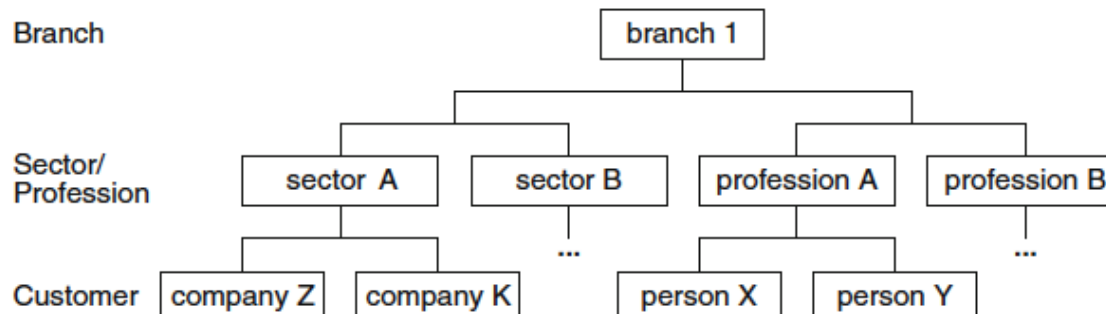 Branch
branch 1
Sector/
Profession
sector A
sector B
profession A
profession B
...
...
Customer
company Z
company K
person X
person Y